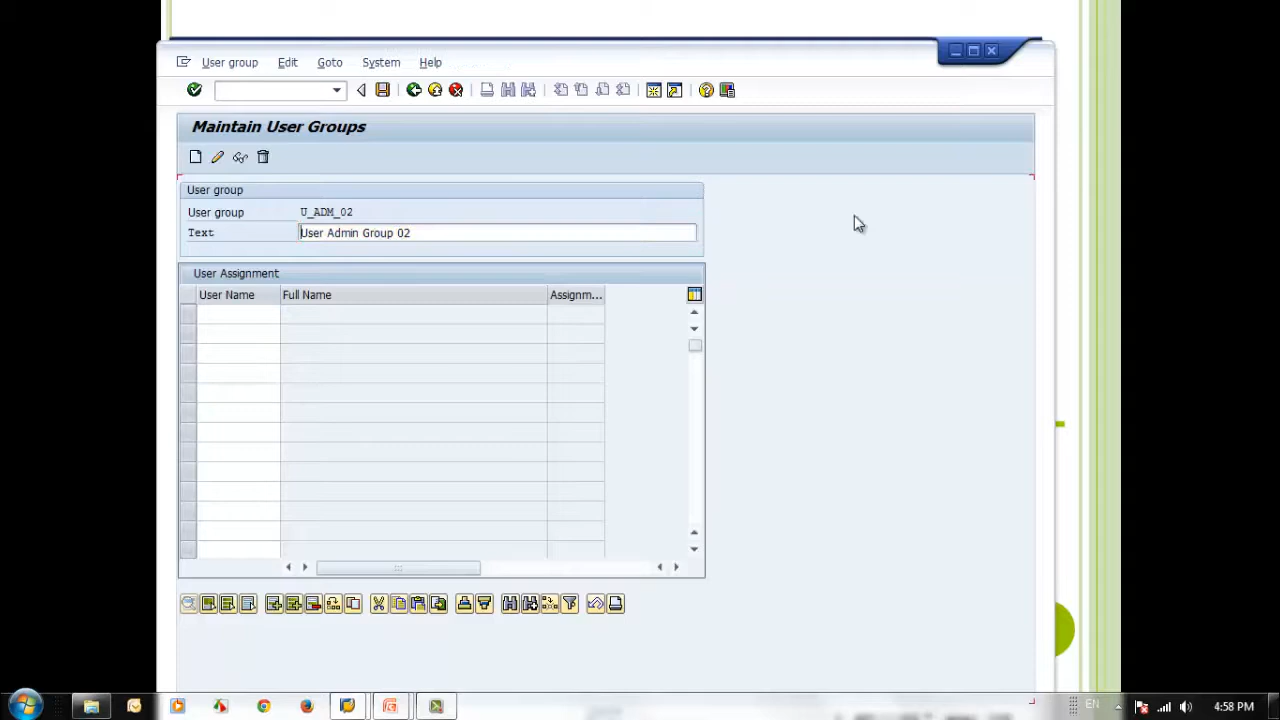 User group Edit Goto System Help
Maintain User Groups
User group
User group U_ADM_02
Text User Admin Group 02
User Assignment
User Name Full Name Assignm...
EN 4:58 PM